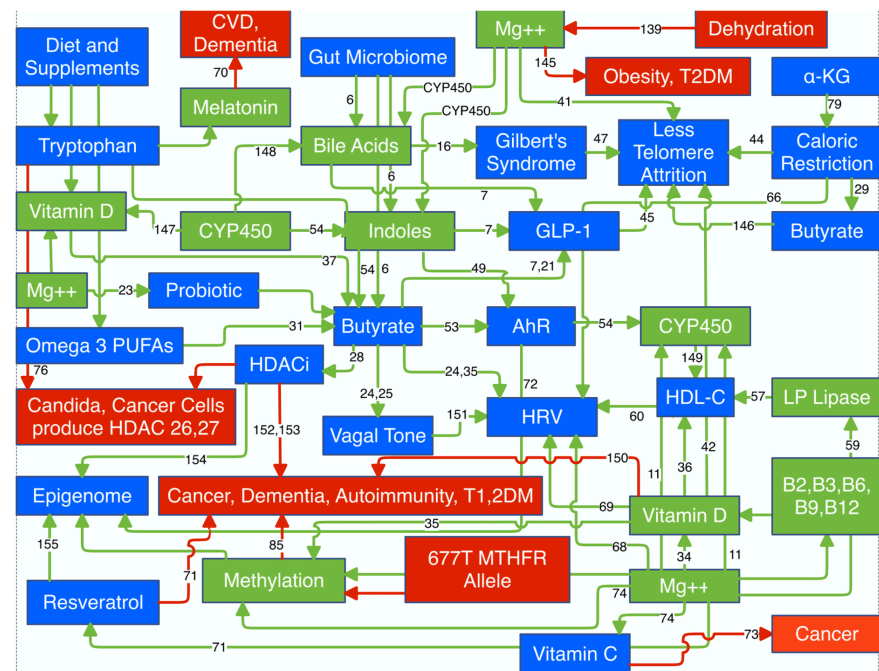 CVD,
Dementia
Mg++
139
Dehydration
Diet and
Supplements
Gut Microbiome
145
70
CYP450
Obesity, T2DM
α-KG
Melatonin
6
CYP450
41
79
Tryptophan
148
Bile Acids
16
Gilbert's
Syndrome
47
Less
Telomere
Attrition
44
Caloric
Restriction
6
7
66
29
Vitamin D
147
CYP450
54
Indoles
7
GLP-1
45
146
Butyrate
37
54
6
49
7,21
Mg++
23
Probiotic
Omega 3 PUFAs
31
Butyrate
53
AhR
54
CYP450
76
HDACi
28
24,35
72
149
Candida, Cancer Cells
produce HDAC 26,27
152,153
24,25
Vagal Tone
151
HRV
60
HDL-C
57
LP Lipase
154
150
11
36
42
59
Epigenome
Cancer, Dementia, Autoimmunity, T1,2DM
B2,B3,B6,
B9,B12
35
69
Vitamin D
155
85
677T MTHFR
Allele
68
34
11
71
Methylation
74
Mg++
Resveratrol
74
71
Vitamin C
73
Cancer